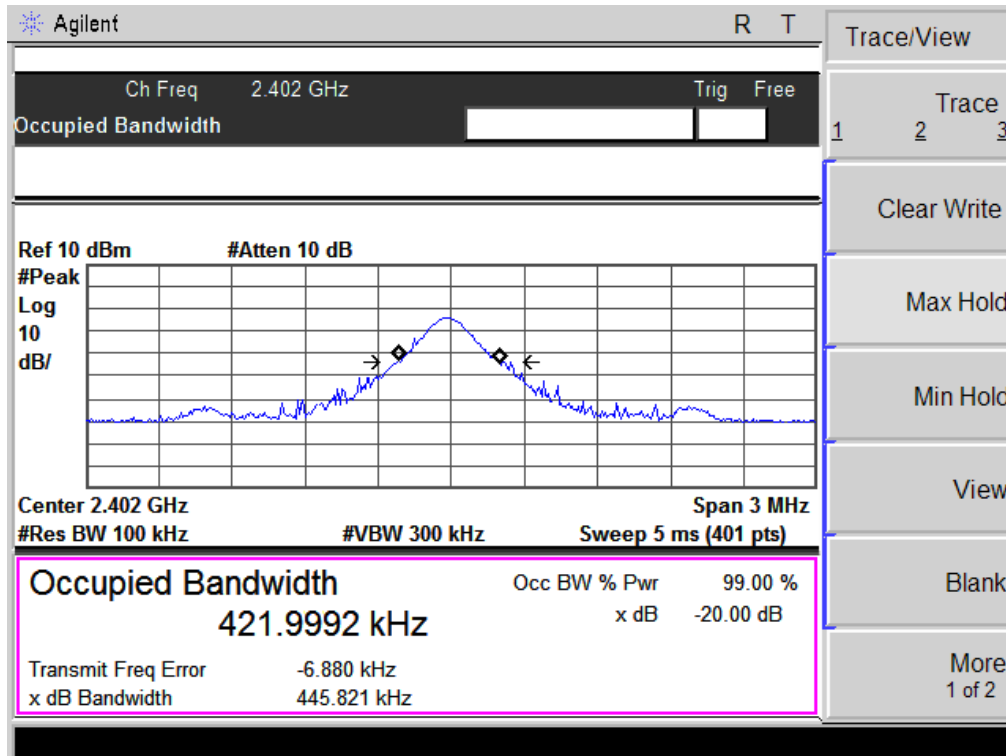 Agilent R T
Trace/View
Ch Freq 2.402 GHz Trig Free
Occupied Bandwidth
Trace
1 2 3
Clear Write
Max Hold
Min Hold
View
Blank
More
1 of 2
Ref 10 dBm #Atten 10 dB
#Peak
Log
10
dB/
Center 2.402 GHz Span 3 MHz
#Res BW 100 kHz #VBW 300 kHz Sweep 5 ms (401 pts)
Occupied Bandwidth Occ BW % Pwr 99.00 %
421.9992 kHz x dB -20.00 dB
Transmit Freq Error -6.880 kHz
x dB Bandwidth 445.821 kHz